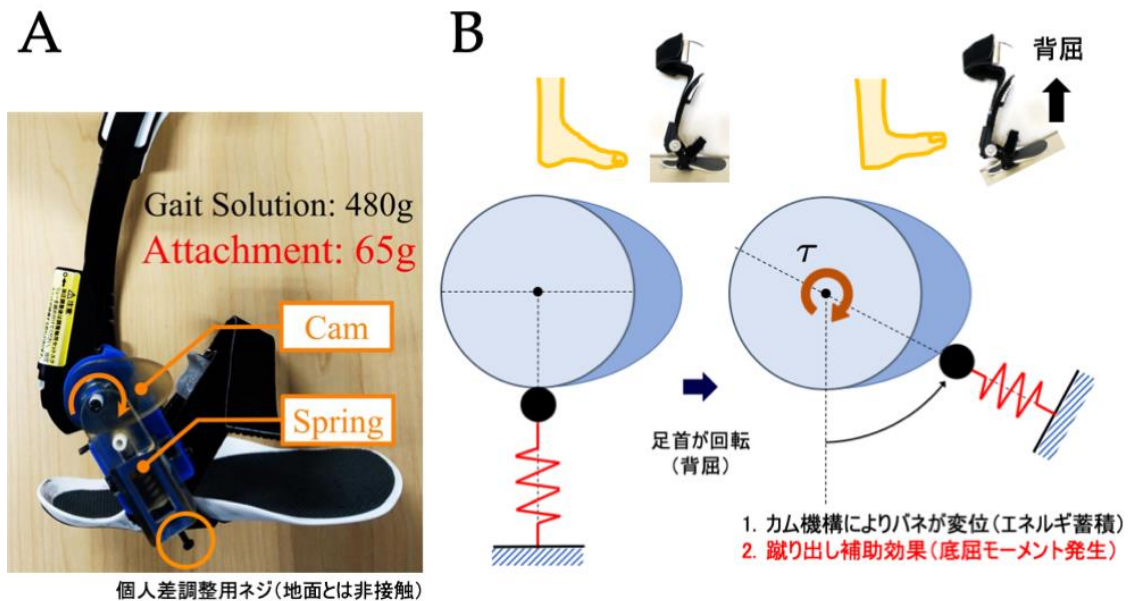 A
Gait Solution: 480g
Attachment: 65g
Cam
Spring
個人差調整用ネジ(地面とは非接触)
B
背屈
τ
足首が回転
(背屈)
1. カム機構によりバネが変位(エネルギ蓄積)
2. 蹴り出し補助効果(底屈モーメント発生)